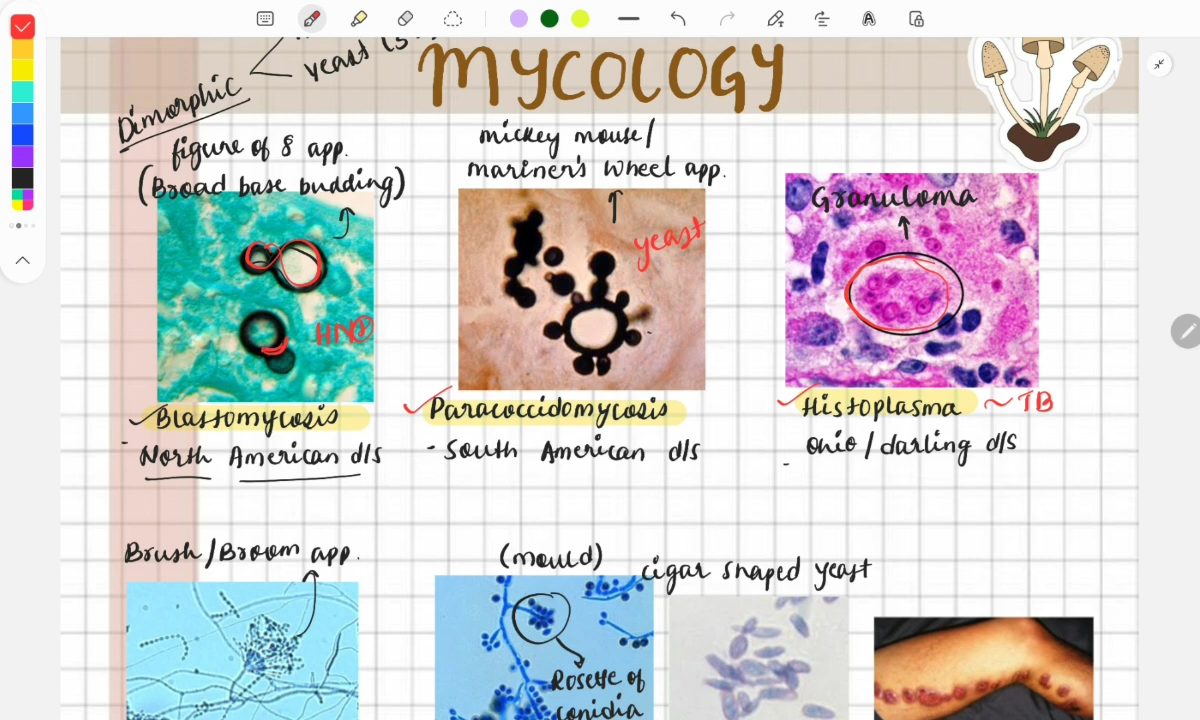 yeast
MYCOLOGY
Dimorphic
figure of 8 app.
(Broad base budding)
mickey mouse/
mariner's wheel app.
yeast
Granuloma
Blastomycosis
North American d/s
Paracoccidomycosis
- South American d/s
Histoplasma ~ TB
- Ohio/darling d/s
Brush/Broom app.
(mould)
cigar shaped yeast
Rosette of
conidia